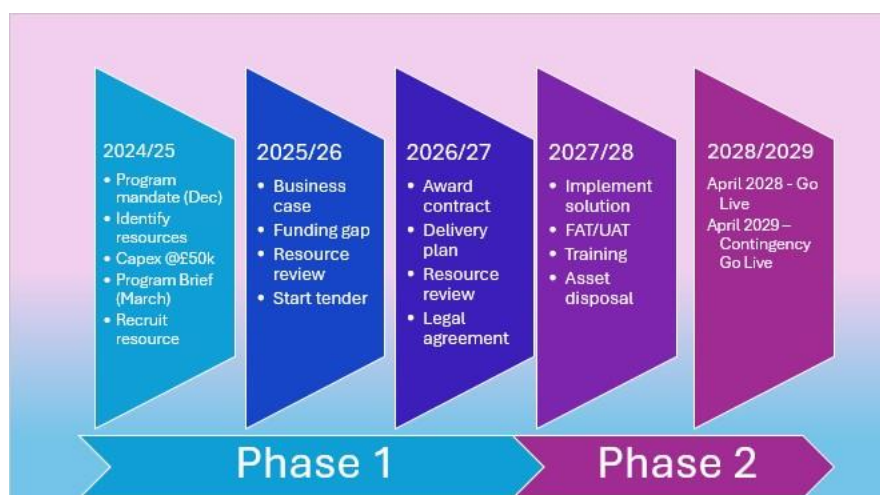 2024/25
• Program
mandate (Dec)
• Identify
resources
• Capex @£50k
• Program Brief
(March)
• Recruit
resource
2025/26
• Business
case
• Funding gap
• Resource
review
• Start tender
2026/27
• Award
contract
• Delivery
plan
• Resource
review
• Legal
agreement
2027/28
• Implement
solution
• FAT/UAT
• Training
• Asset
disposal
2028/2029
April 2028 - Go
Live
April 2029 –
Contingency
Go Live
Phase 1
Phase 2